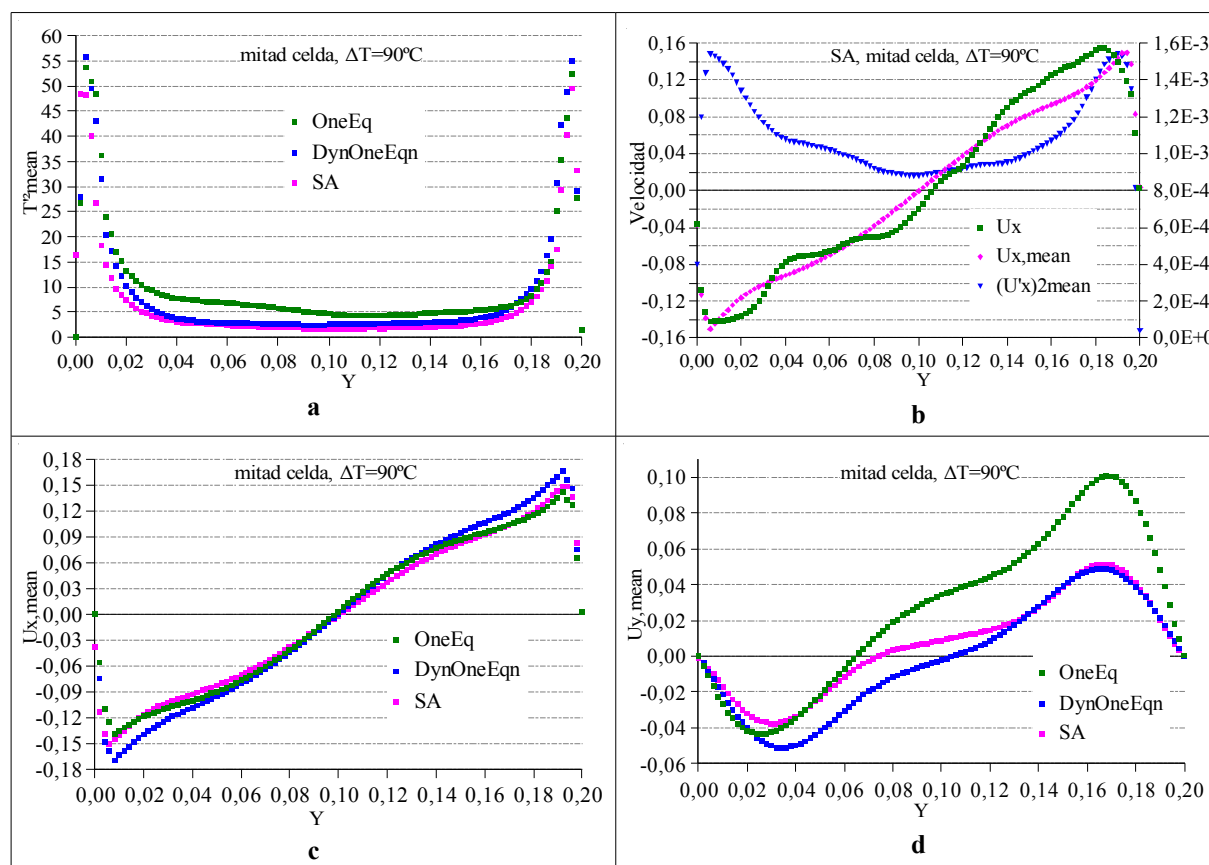 mitad celda, ΔT=90ºC
T'²mean
60
55
50
45
40
35
30
25
20
15
10
5
0
OneEq
DynOneEqn
SA
0,00 0,02 0,04 0,06 0,08 0,10 0,12 0,14 0,16 0,18 0,20
Y
a
SA, mitad celda, ΔT=90ºC
Velocidad
0,16
0,12
0,08
0,04
0,00
-0,04
-0,08
-0,12
-0,16
1,6E-3
1,4E-3
1,2E-3
1,0E-3
8,0E-4
6,0E-4
4,0E-4
2,0E-4
0,0E+0
Ux
Ux,mean
(U'x)2mean
0,00 0,02 0,04 0,06 0,08 0,10 0,12 0,14 0,16 0,18 0,20
Y
b
mitad celda, ΔT=90ºC
Ux,mean
0,18
0,15
0,12
0,09
0,06
0,03
0,00
-0,03
-0,06
-0,09
-0,12
-0,15
-0,18
OneEq
DynOneEqn
SA
0,00 0,02 0,04 0,06 0,08 0,10 0,12 0,14 0,16 0,18 0,20
Y
c
mitad celda, ΔT=90ºC
Uy,mean
0,10
0,08
0,06
0,04
0,02
0,00
-0,02
-0,04
-0,06
OneEq
DynOneEqn
SA
0,00 0,02 0,04 0,06 0,08 0,10 0,12 0,14 0,16 0,18 0,20
Y
d